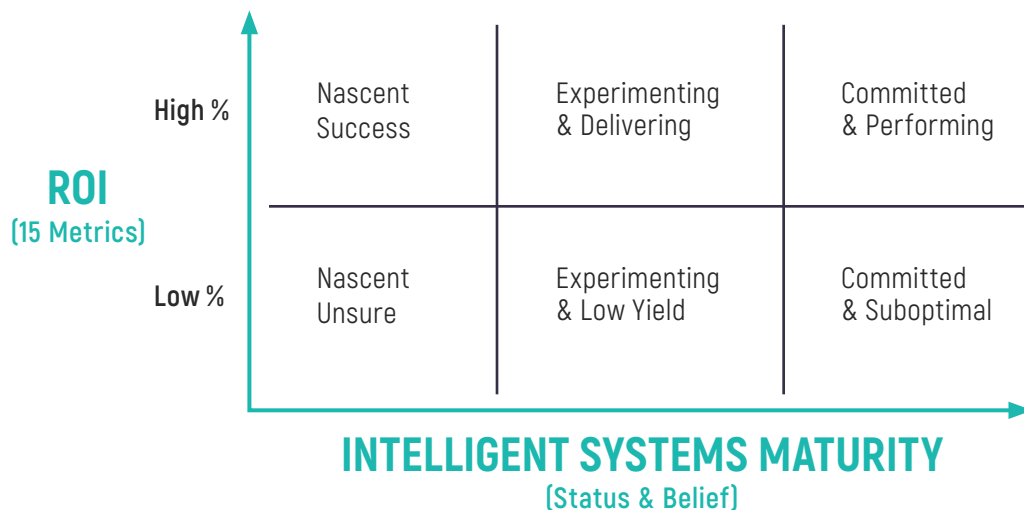 High %
Nascent
Success
Experimenting
& Delivering
Committed
& Performing
ROI
(15 Metrics)
Low %
Nascent
Unsure
Experimenting
& Low Yield
Committed
& Suboptimal
INTELLIGENT SYSTEMS MATURITY
(Status & Belief)